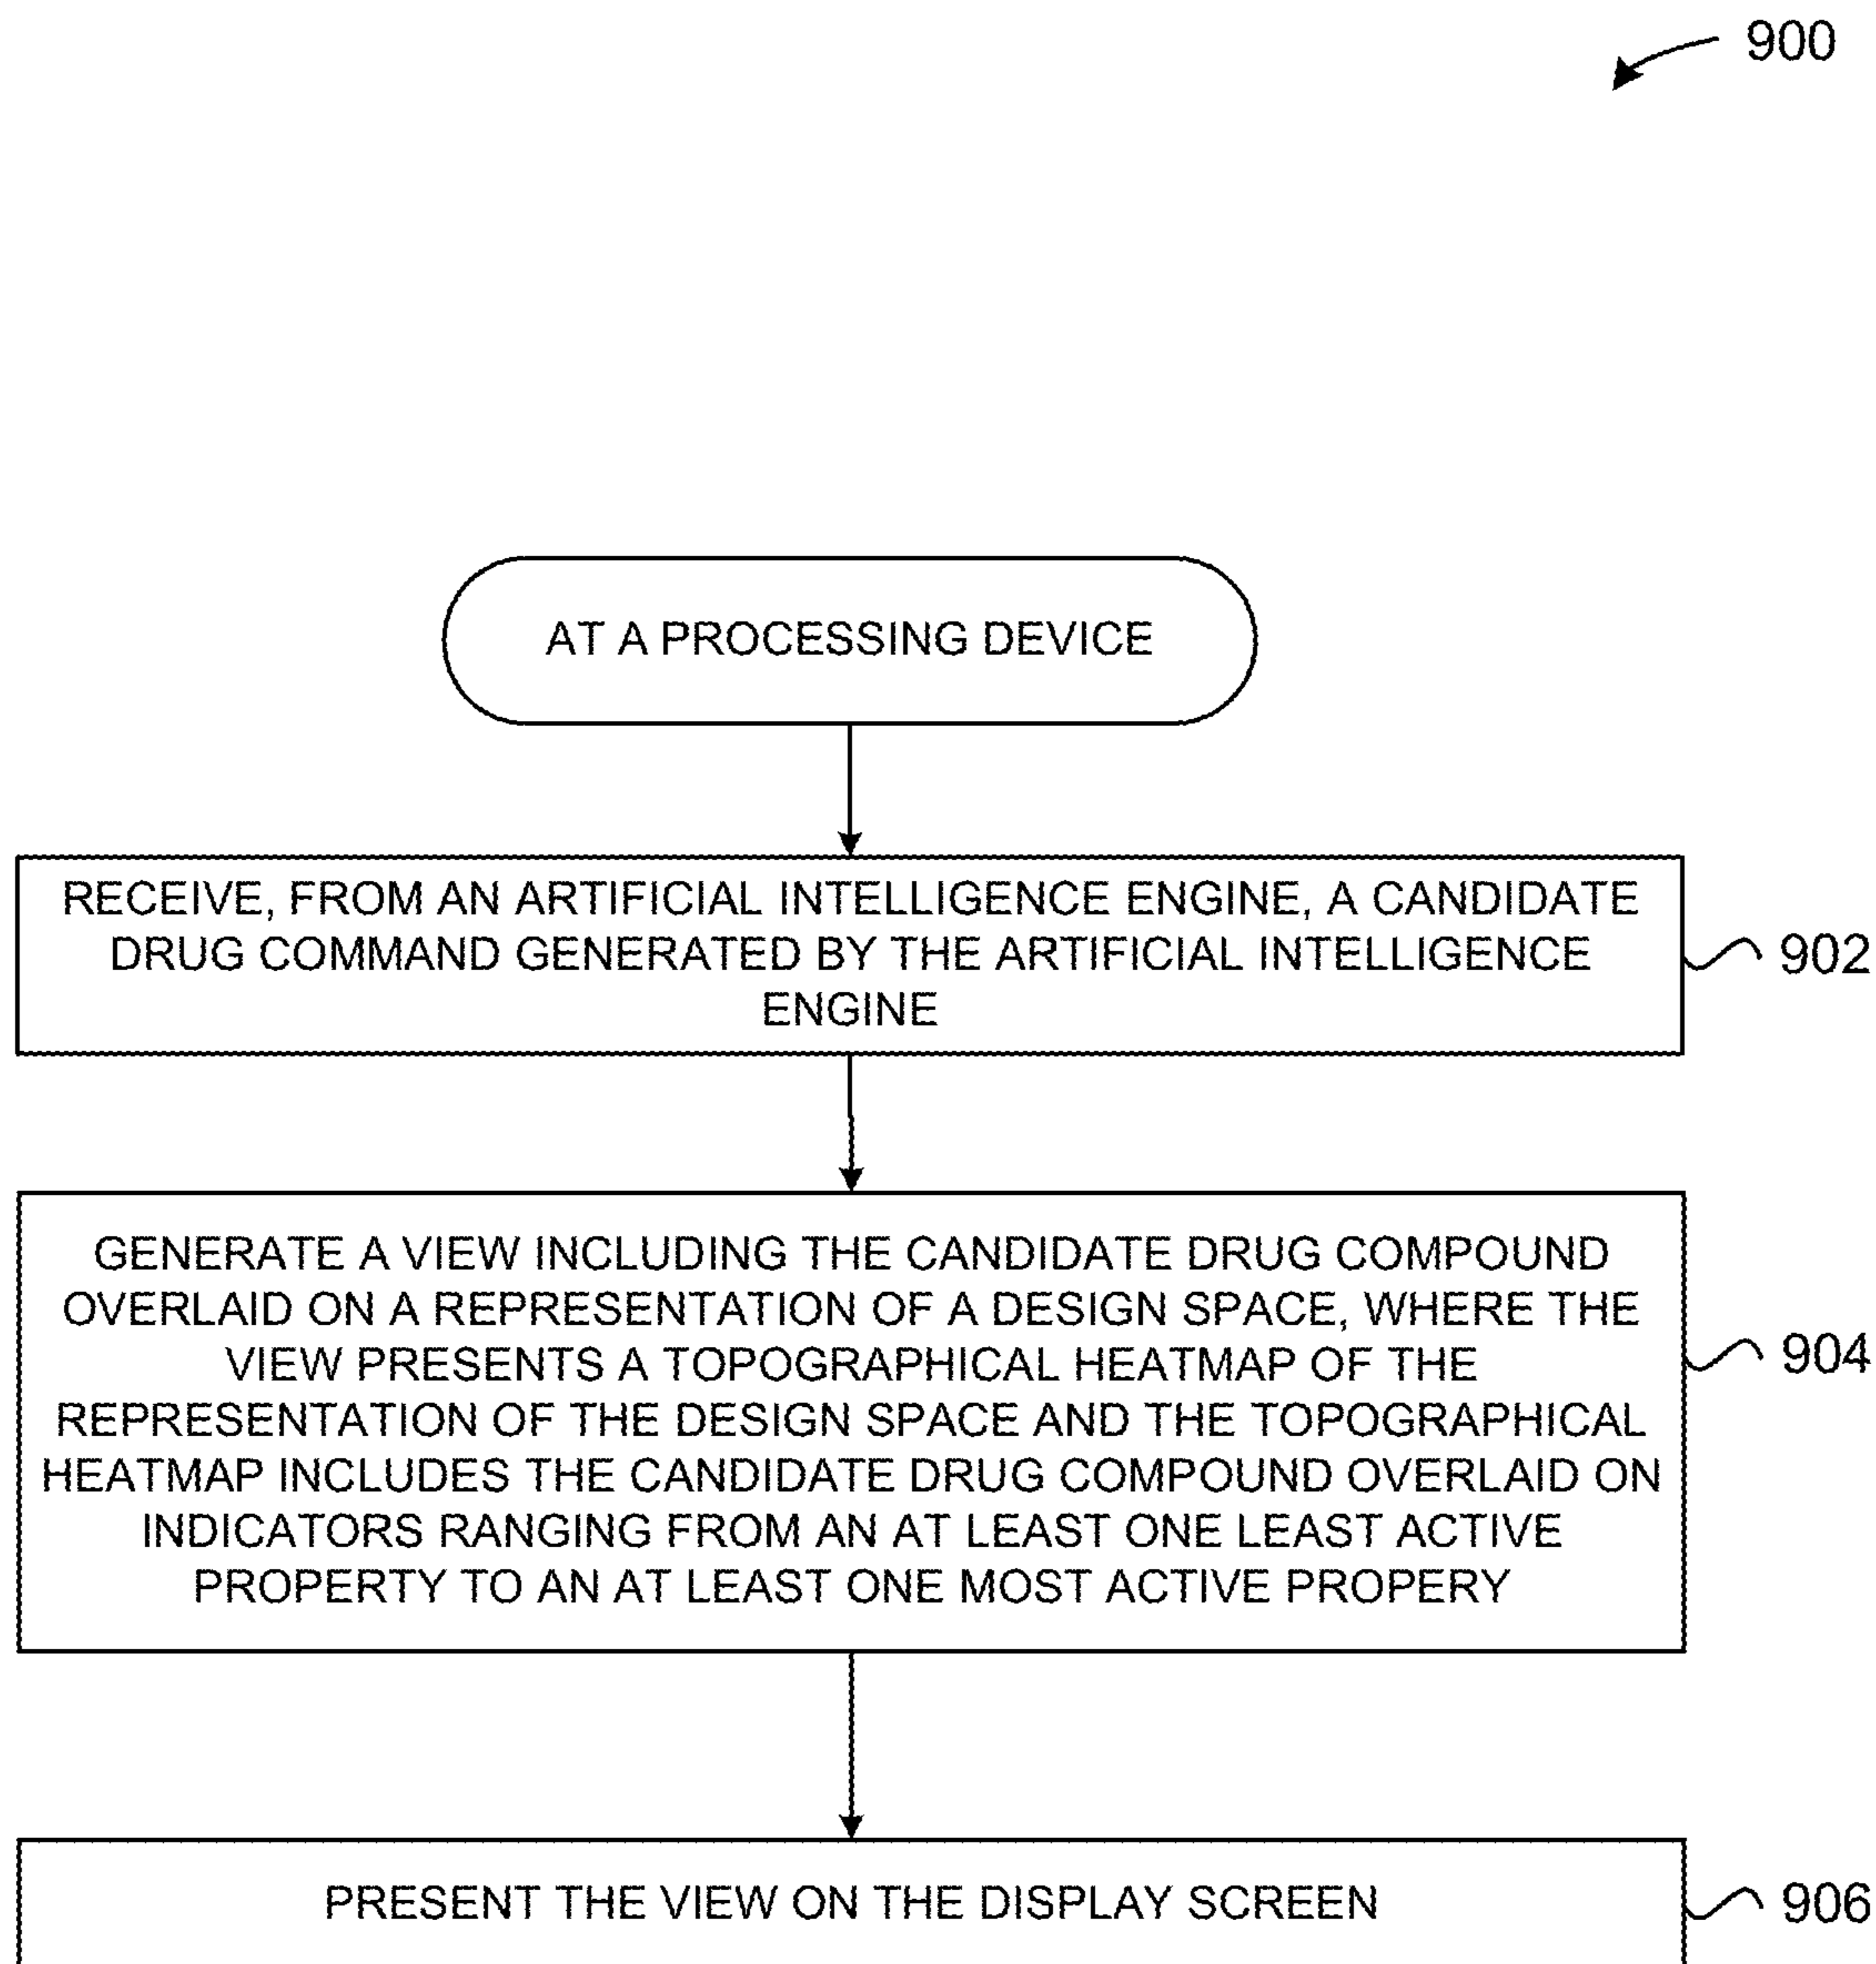 900
AT A PROCESSING DEVICE
RECEIVE, FROM AN ARTIFICIAL INTELLIGENCE ENGINE, A CANDIDATE
DRUG COMMAND GENERATED BY THE ARTIFICIAL INTELLIGENCE
ENGINE
902
GENERATE A VIEW INCLUDING THE CANDIDATE DRUG COMPOUND
OVERLAID ON A REPRESENTATION OF A DESIGN SPACE, WHERE THE
VIEW PRESENTS A TOPOGRAPHICAL HEATMAP OF THE
REPRESENTATION OF THE DESIGN SPACE AND THE TOPOGRAPHICAL
HEATMAP INCLUDES THE CANDIDATE DRUG COMPOUND OVERLAID ON
INDICATORS RANGING FROM AN AT LEAST ONE LEAST ACTIVE
PROPERTY TO AN AT LEAST ONE MOST ACTIVE PROPERY
904
PRESENT THE VIEW ON THE DISPLAY SCREEN
906